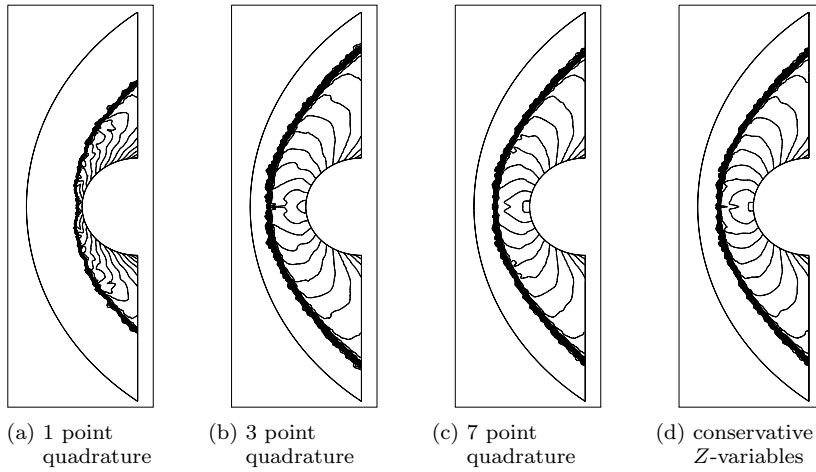 (a) 1 point
quadrature
(b) 3 point
quadrature
(c) 7 point
quadrature
(d) conservative
Z-variables